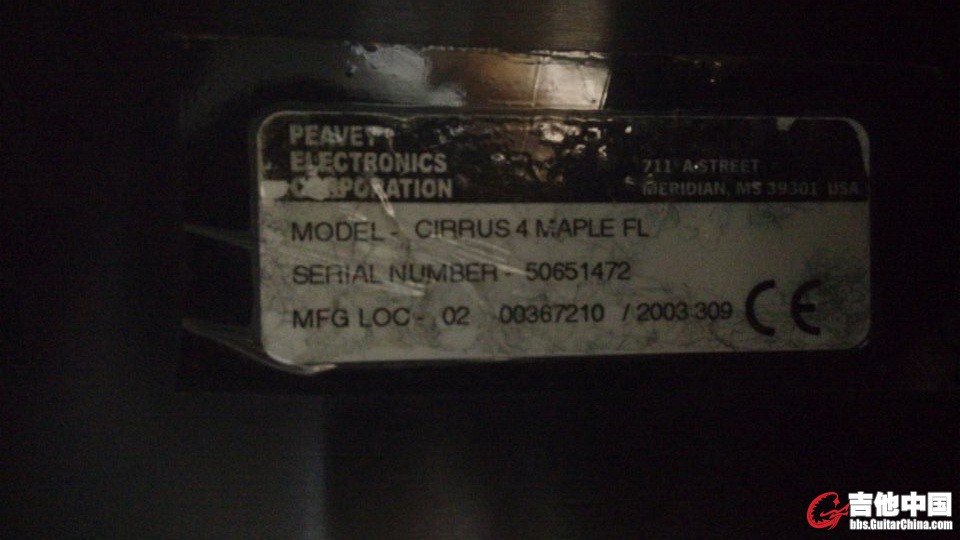 PEAVEY
ELECTRONICS
CORPORATION
711 A STREET
MERIDIAN, MS 39301 USA
MODEL - CIRRUS 4 MAPLE FL
SERIAL NUMBER - 50651472
MFG LOC - 02 00367210 / 2003 309
CE
吉他中国
bbs.GuitarChina.com